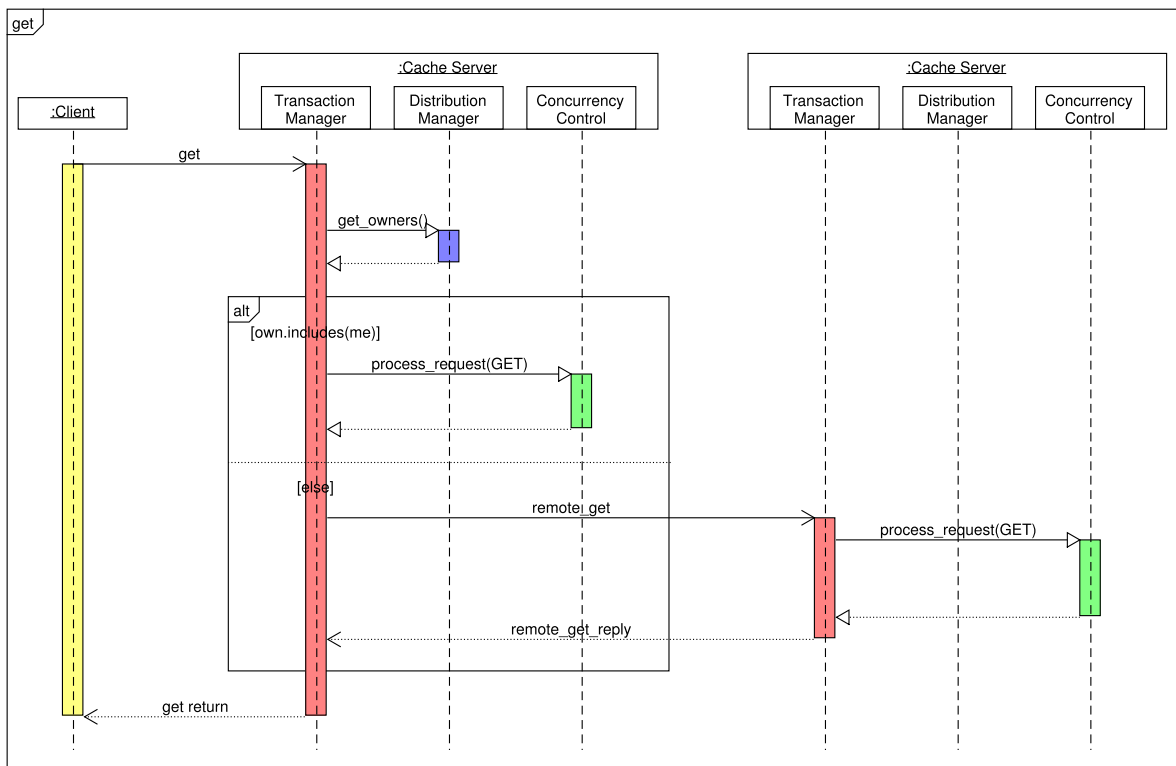 get
:Cache Server
:Cache Server
:Client
Transaction
Manager
Distribution
Manager
Concurrency
Control
Transaction
Manager
Distribution
Manager
Concurrency
Control
get
get_owners()
alt
[own.includes(me)]
process_request(GET)
[else]
remote_get
process_request(GET)
remote_get_reply
get return